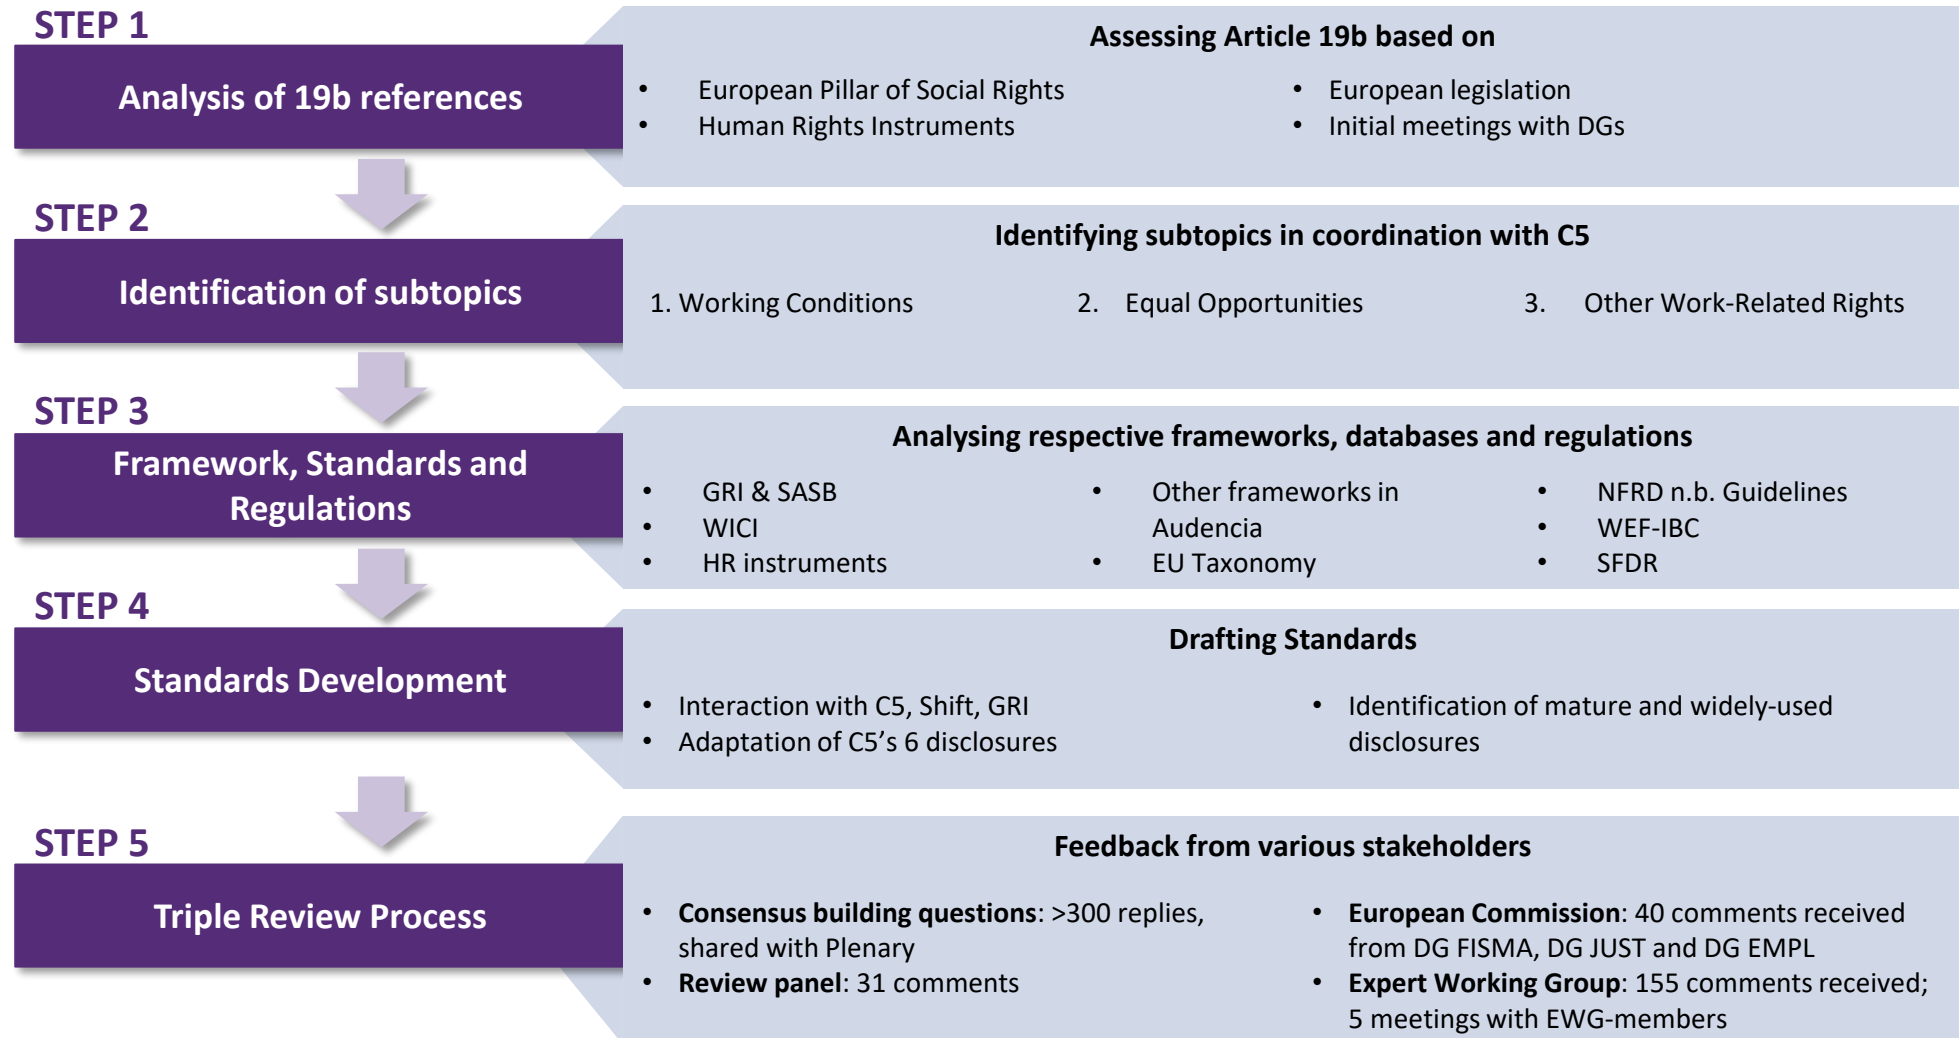 STEP 1
Analysis of 19b references
Assessing Article 19b based on
• European Pillar of Social Rights
• Human Rights Instruments
• European legislation
• Initial meetings with DGs
STEP 2
Identification of subtopics
Identifying subtopics in coordination with C5
1. Working Conditions
2. Equal Opportunities
3. Other Work-Related Rights
STEP 3
Framework, Standards and
Regulations
Analysing respective frameworks, databases and regulations
• GRI & SASB
• WICI
• HR instruments
• Other frameworks in
Audencia
• EU Taxonomy
• NFRD n.b. Guidelines
• WEF-IBC
• SFDR
STEP 4
Standards Development
Drafting Standards
• Interaction with C5, Shift, GRI
• Adaptation of C5’s 6 disclosures
• Identification of mature and widely-used
disclosures
STEP 5
Triple Review Process
Feedback from various stakeholders
• Consensus building questions: >300 replies,
shared with Plenary
• Review panel: 31 comments
• European Commission: 40 comments received
from DG FISMA, DG JUST and DG EMPL
• Expert Working Group: 155 comments received;
5 meetings with EWG-members